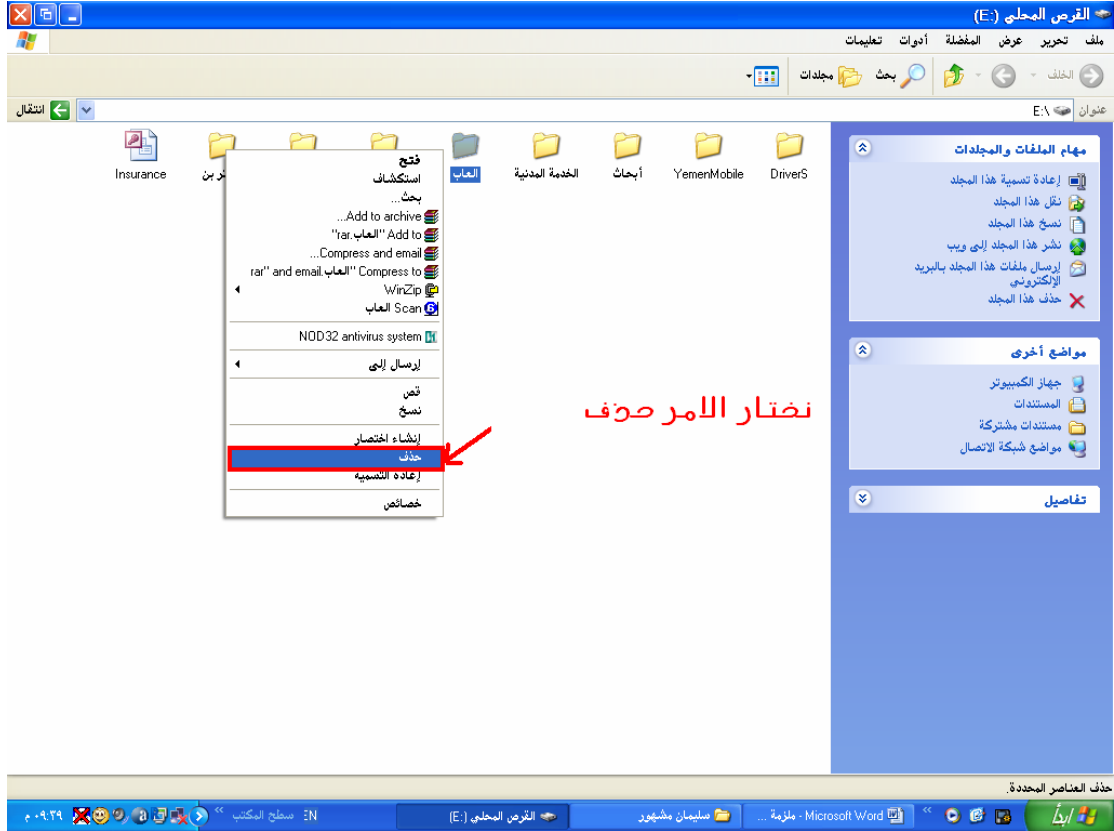 القرص المحلي (E:)
ملف تحرير عرض المفضلة أدوات تعليمات
الخلف بحث مجلدات
عنوان E:\ انتقال
مهام الملفات والمجلدات
إعادة تسمية هذا المجلد
نقل هذا المجلد
نسخ هذا المجلد
نشر هذا المجلد إلى ويب
إرسال ملفات هذا المجلد بالبريد
الإلكتروني
حذف هذا المجلد
مواضع أخرى
جهاز الكمبيوتر
المستندات
مستندات مشتركة
مواضع شبكة الاتصال
تفاصيل
DriverS YemenMobile أبحاث الخدمة المدنية العاب
Insurance
فتح
استكشاف
بحث...
Add to archive...
Add to "العاب.rar"
Compress and email...
Compress to "العاب.rar" and email
WinZip
Scan العاب
NOD32 antivirus system
إرسال إلى
قص
نسخ
إنشاء اختصار
حذف
إعادة التسمية
خصائص
نختار الامر حذف
حذف العناصر المحددة.
ابدأ
Microsoft Word - ملزمة ...
سليمان مشهور
القرص المحلي (E:)
سطح المكتب
٠٩:٣٩ م